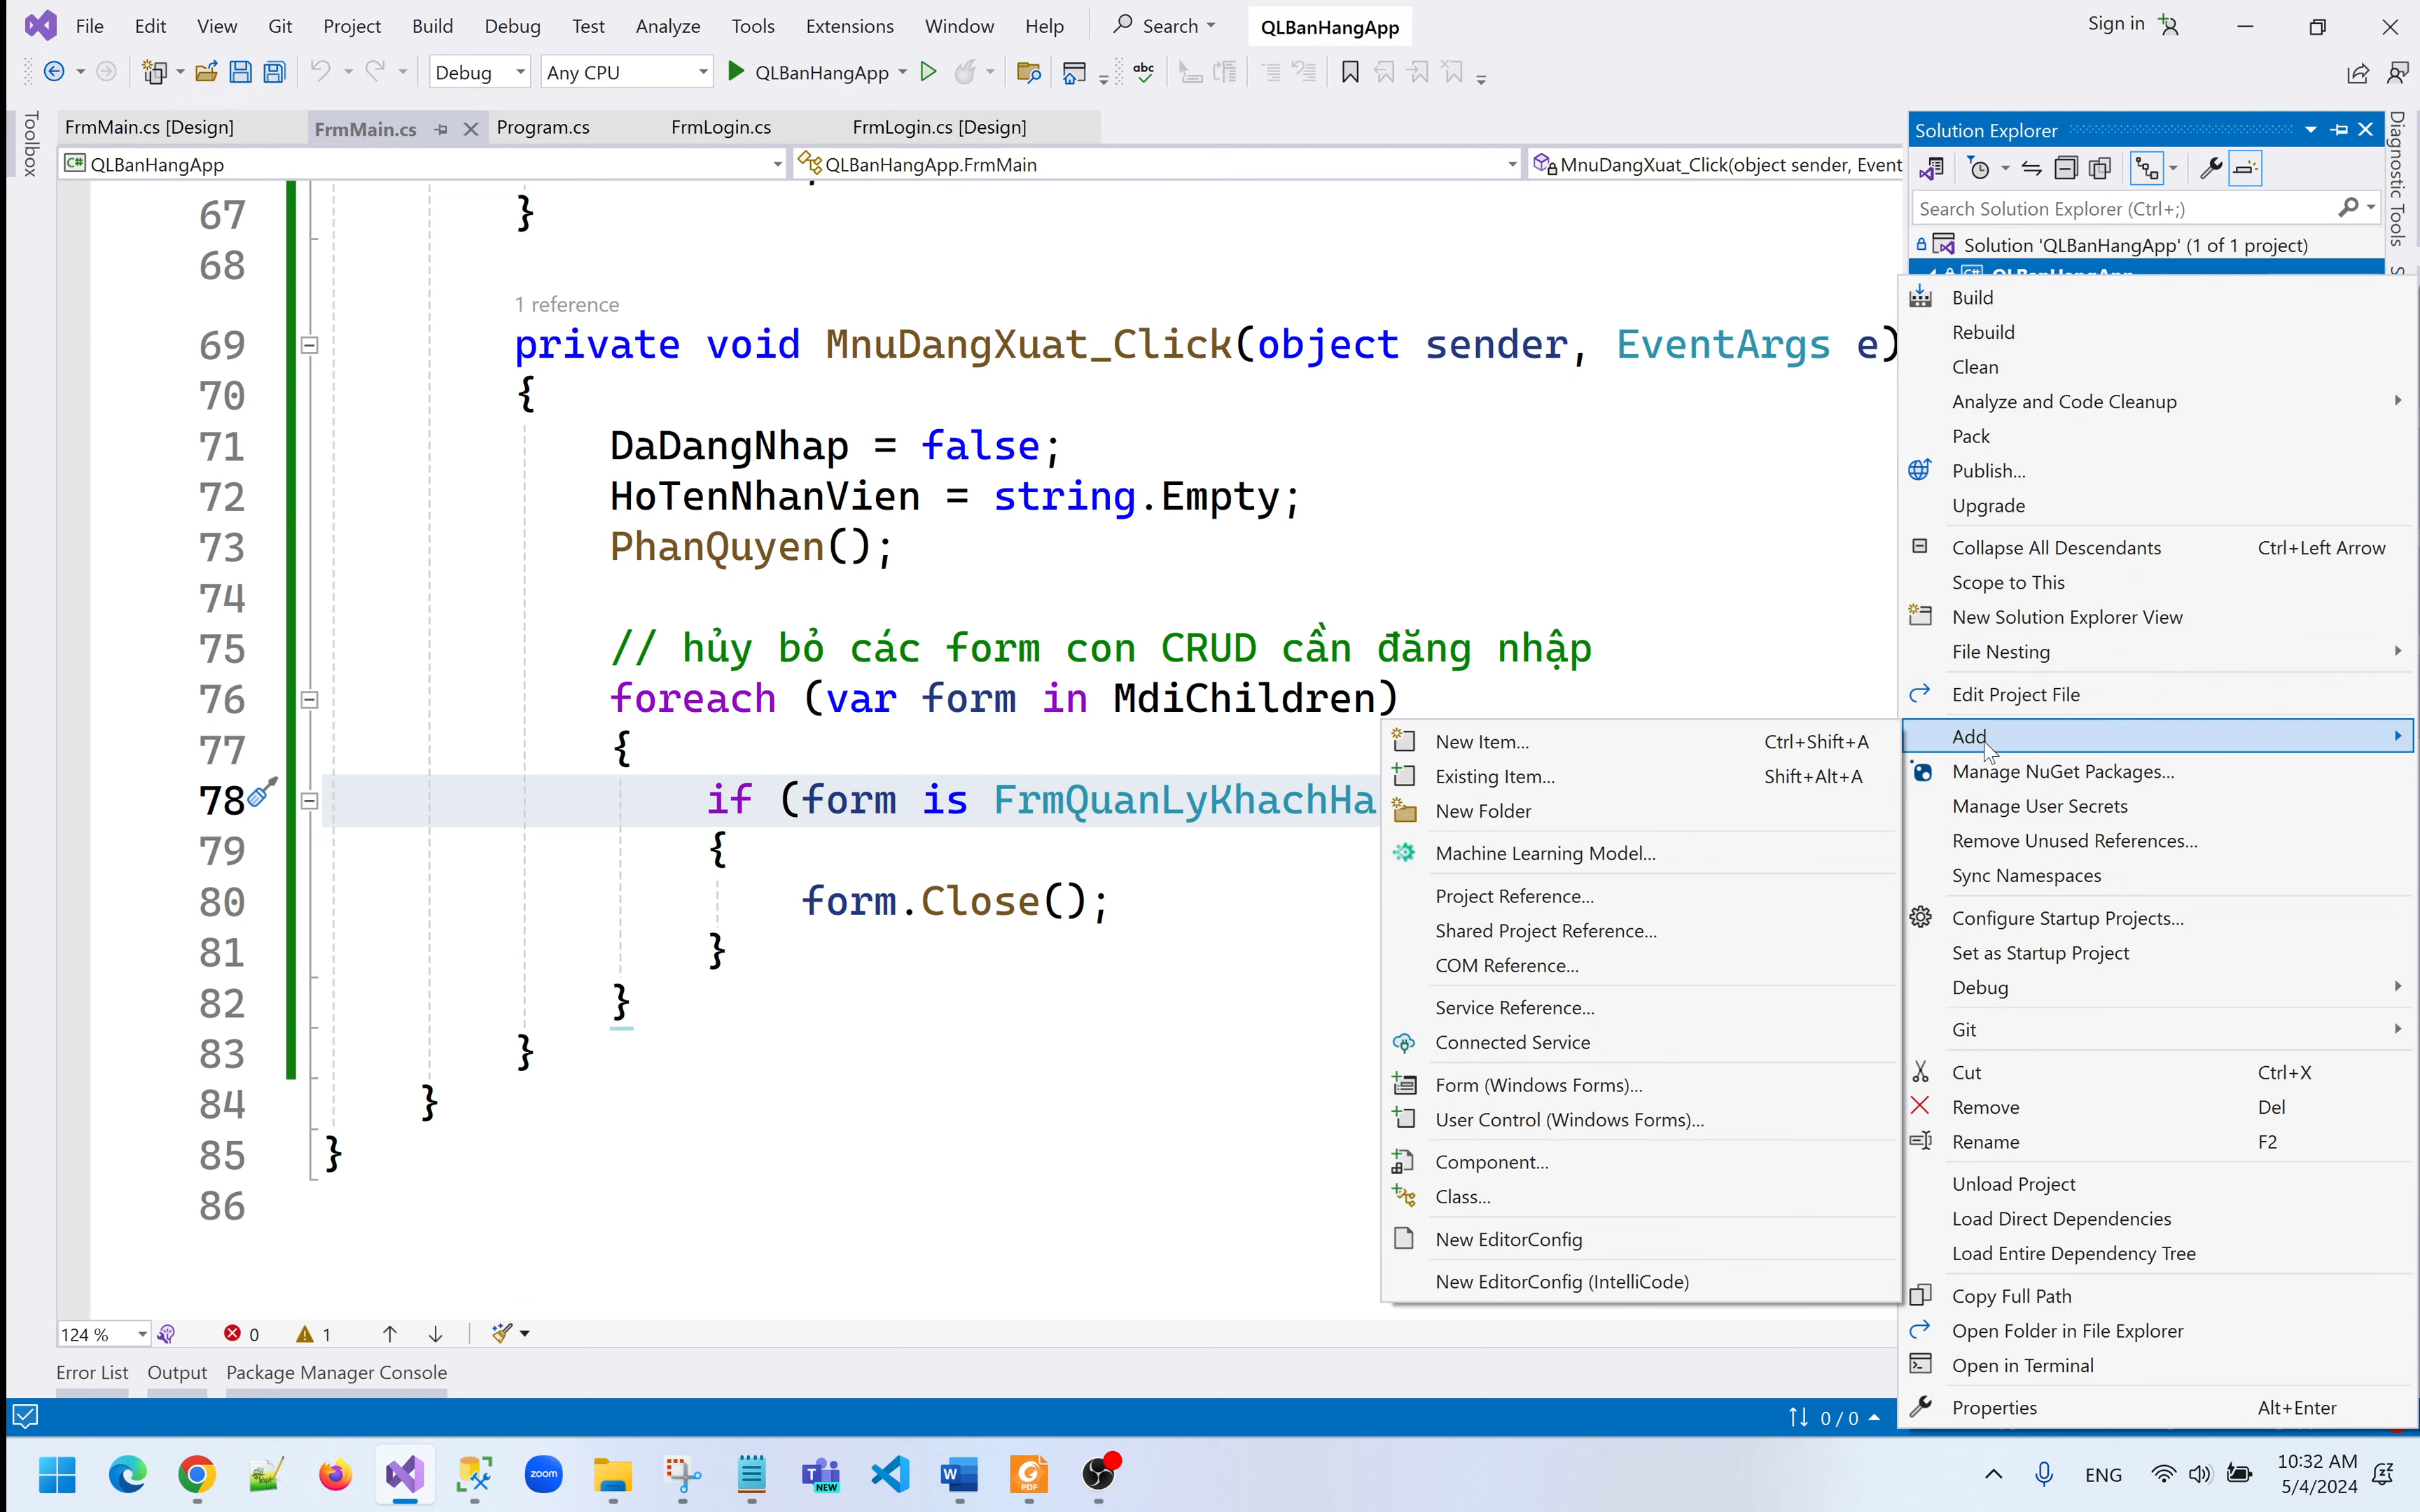 File Edit View Git Project Build Debug Test Analyze Tools Extensions Window Help Search QLBanHangApp Sign in
Debug Any CPU QLBanHangApp
Toolbox
FrmMain.cs [Design] FrmMain.cs Program.cs FrmLogin.cs FrmLogin.cs [Design]
QLBanHangApp QLBanHangApp.FrmMain MnuDangXuat_Click(object sender, Event
67 }
68
1 reference
69 private void MnuDangXuat_Click(object sender, EventArgs e)
70 {
71 DaDangNhap = false;
72 HoTenNhanVien = string.Empty;
73 PhanQuyen();
74
75 // hủy bỏ các form con CRUD cần đăng nhập
76 foreach (var form in MdiChildren)
77 {
78 if (form is FrmQuanLyKhachHa
79 {
80 form.Close();
81 }
82 }
83 }
84 }
85 }
86
124 % 0 1
Error List Output Package Manager Console
0 / 0
Solution Explorer
Search Solution Explorer (Ctrl+;)
Solution 'QLBanHangApp' (1 of 1 project)
QLBanHangApp
Diagnostic Tools
Build
Rebuild
Clean
Analyze and Code Cleanup
Pack
Publish...
Upgrade
Collapse All Descendants Ctrl+Left Arrow
Scope to This
New Solution Explorer View
File Nesting
Edit Project File
Add
Manage NuGet Packages...
Manage User Secrets
Remove Unused References...
Sync Namespaces
Configure Startup Projects...
Set as Startup Project
Debug
Git
Cut Ctrl+X
Remove Del
Rename F2
Unload Project
Load Direct Dependencies
Load Entire Dependency Tree
Copy Full Path
Open Folder in File Explorer
Open in Terminal
Properties Alt+Enter
New Item... Ctrl+Shift+A
Existing Item... Shift+Alt+A
New Folder
Machine Learning Model...
Project Reference...
Shared Project Reference...
COM Reference...
Service Reference...
Connected Service
Form (Windows Forms)...
User Control (Windows Forms)...
Component...
Class...
New EditorConfig
New EditorConfig (IntelliCode)
zoom
NEW
PDF
ENG
10:32 AM
5/4/2024